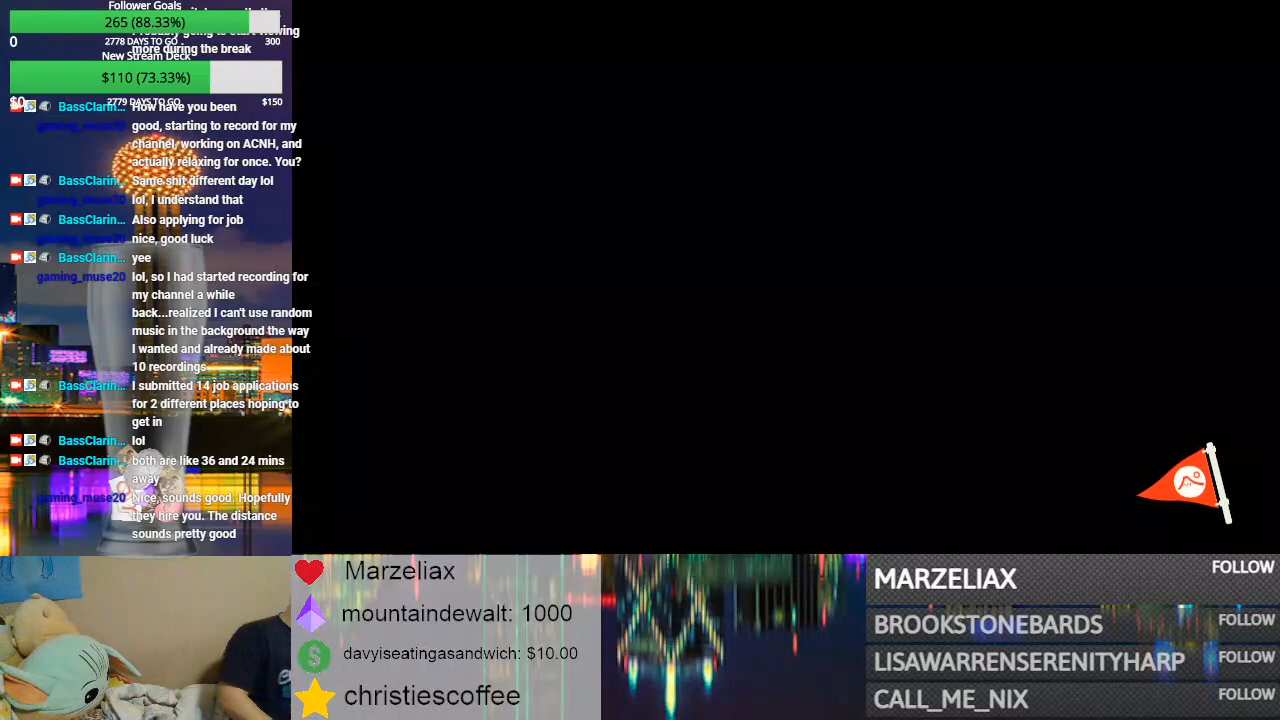 Follower Goals
265 (88.33%)
0
2778 DAYS TO GO
300
more during the break
New Stream Deck
$110 (73.33%)
$0
2779 DAYS TO GO
$150
BassClarin... How have you been
gaming_muse20 good, starting to record for my
channel, working on ACNH, and
actually relaxing for once. You?
BassClarin... Same shit different day lol
gaming_muse20 lol, I understand that
BassClarin... Also applying for job
gaming_muse20 nice, good luck
BassClarin... yee
gaming_muse20 lol, so I had started recording for
my channel a while
back...realized I can't use random
music in the background the way
I wanted and already made about
10 recordings
BassClarin... I submitted 14 job applications
for 2 different places hoping to
get in
BassClarin... lol
BassClarin... both are like 36 and 24 mins
away
gaming_muse20 Nice, sounds good. Hopefully
they hire you. The distance
sounds pretty good
Marzeliax
mountaindewalt: 1000
davyiseatingasandwich: $10.00
christiescoffee
MARZELIAX FOLLOW
BROOKSTONEBARDS FOLLOW
LISAWARRENSERENITYHARP FOLLOW
CALL_ME_NIX FOLLOW